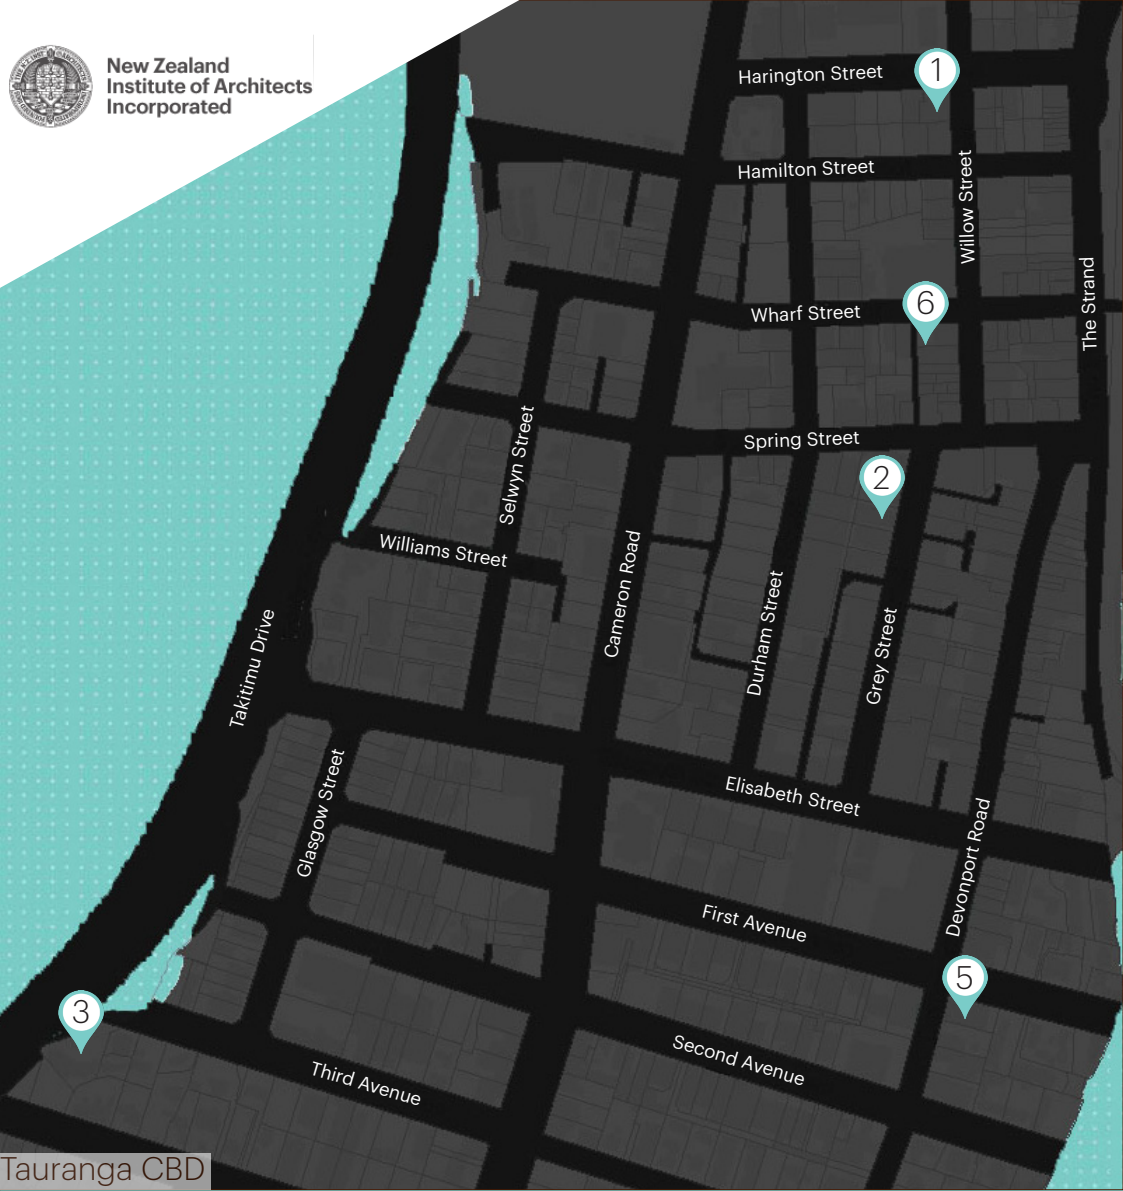 New Zealand
Institute of Architects
Incorporated
Harington Street
1
Hamilton Street
Willow Street
The Strand
6
Wharf Street
Spring Street
Selwyn Street
2
Williams Street
Cameron Road
Durham Street
Grey Street
Takitimu Drive
Glasgow Street
Elisabeth Street
Devonport Road
First Avenue
5
3
Second Avenue
Third Avenue
Tauranga CBD